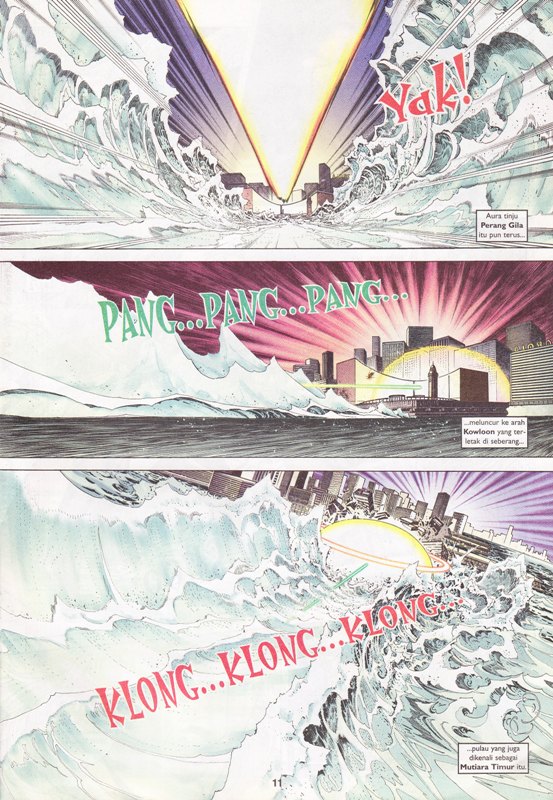 Yak!
Aura tinju
Perang Gila
itu pun terus...
PANG...PANG...PANG...
...meluncur ke arah
Kowloon yang ter-
letak di seberang...
KLONG...KLONG...KLONG...
...pulau yang juga
dikenali sebagai
Mutiara Timur itu.
11